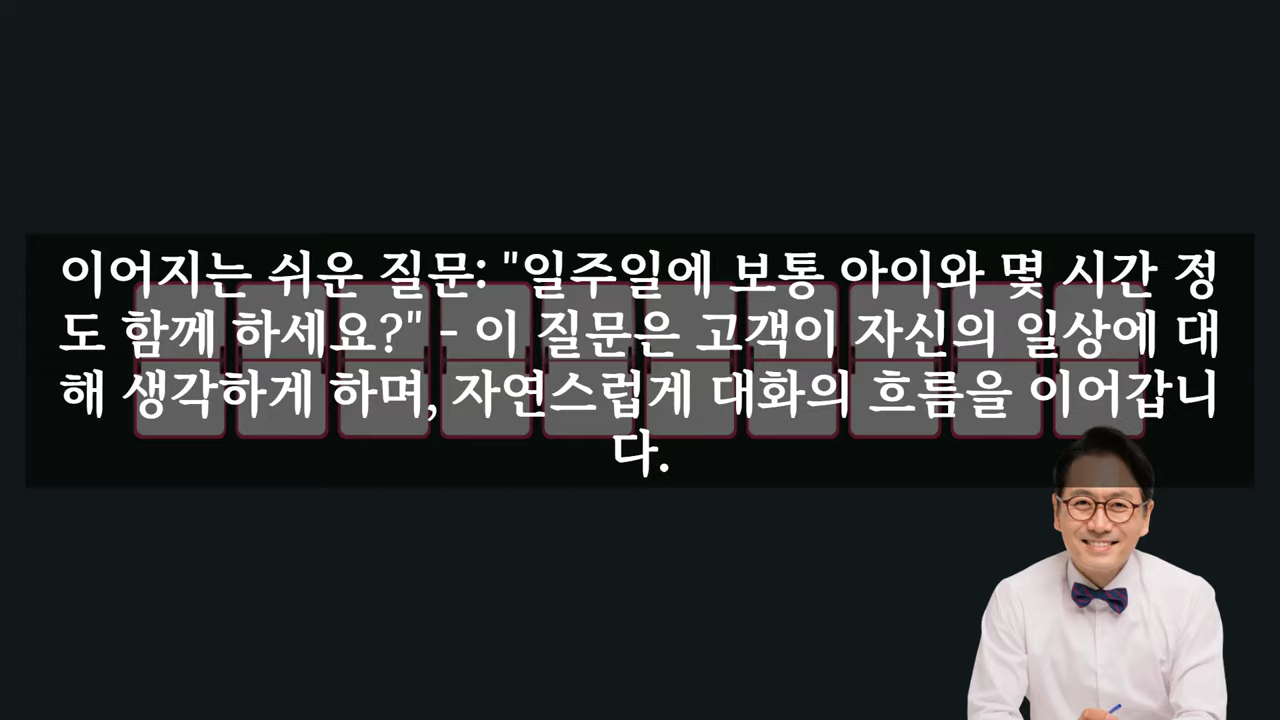 이어지는 쉬운 질문: "일주일에 보통 아이와 몇 시간 정
도 함께 하세요?" - 이 질문은 고객이 자신의 일상에 대
해 생각하게 하며, 자연스럽게 대화의 흐름을 이어갑니
다.